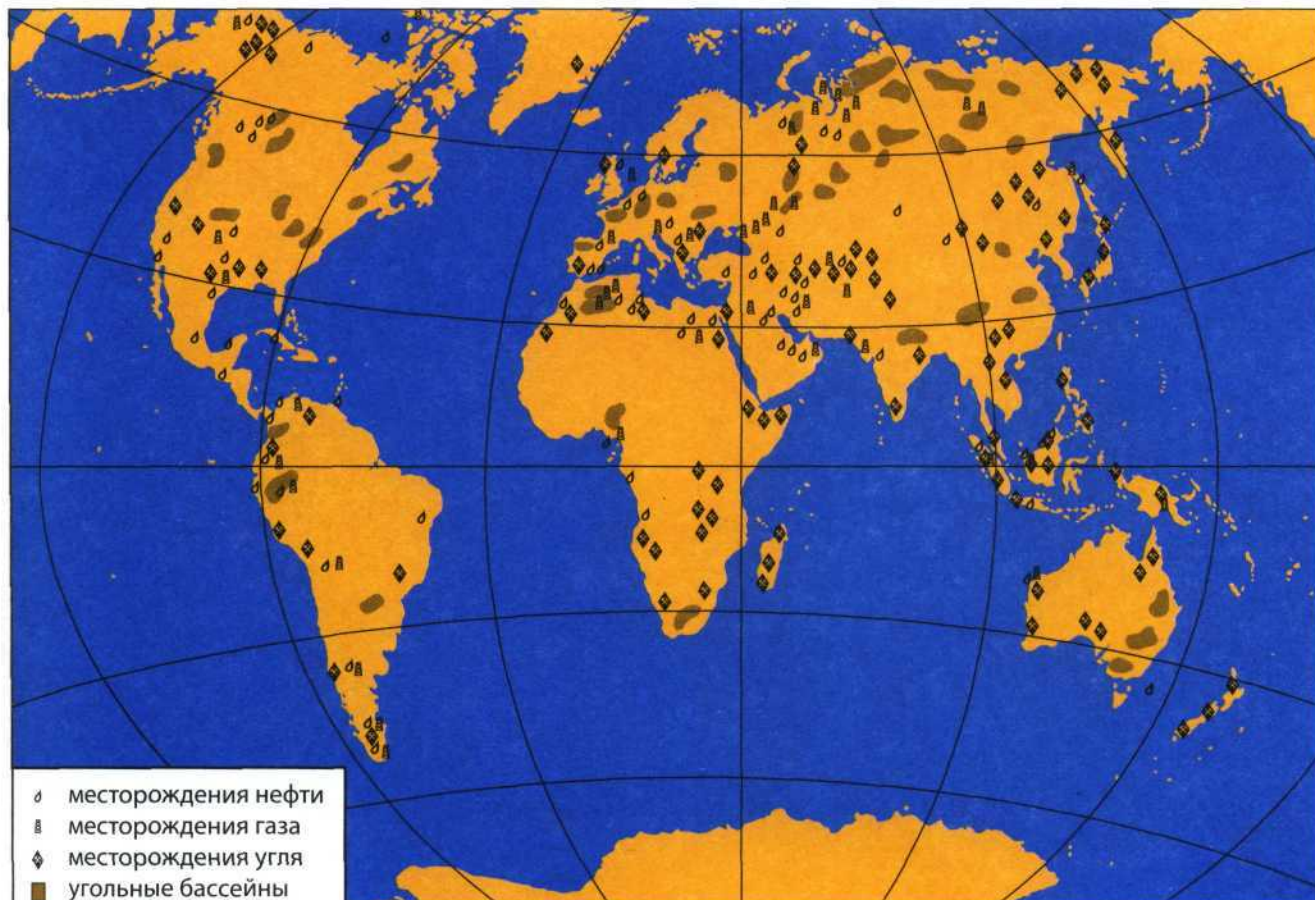 месторождения нефти
месторождения газа
месторождения угля
угольные бассейны